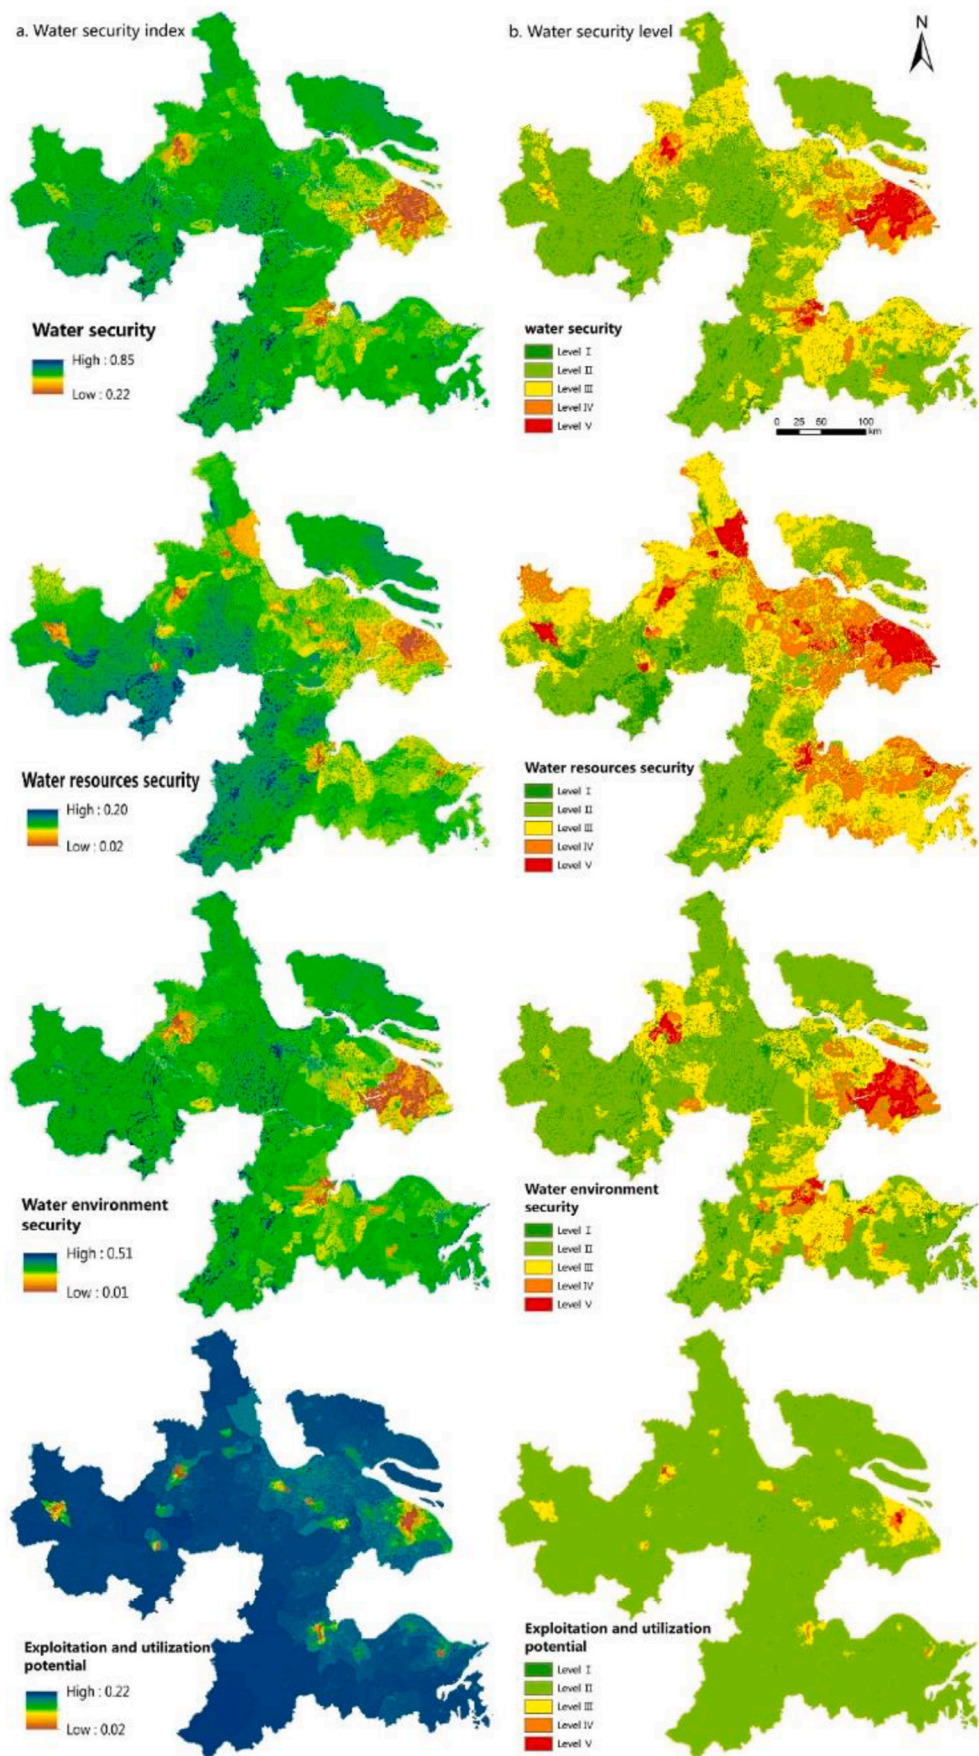 a. Water security index
b. Water security level
N
Water security
High : 0.85
Low : 0.22
water security
Level I
Level II
Level III
Level IV
Level V
0 25 50 100
km
Water resources security
High : 0.20
Low : 0.02
Water resources security
Level I
Level II
Level III
Level IV
Level V
Water environment
security
High : 0.51
Low : 0.01
Water environment
security
Level I
Level II
Level III
Level IV
Level V
Exploitation and utilization
potential
High : 0.22
Low : 0.02
Exploitation and utilization
potential
Level I
Level II
Level III
Level IV
Level V